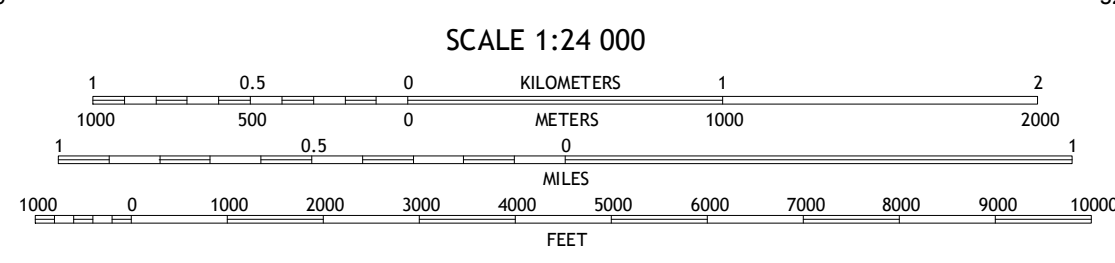 SCALE 1:24 000
1 0.5 0 KILOMETERS 1 2
1000 500 0 METERS 1000 2000
1 0.5 0 1
MILES
1000 0 1000 2000 3000 4000 5000 6000 7000 8000 9000 10000
FEET